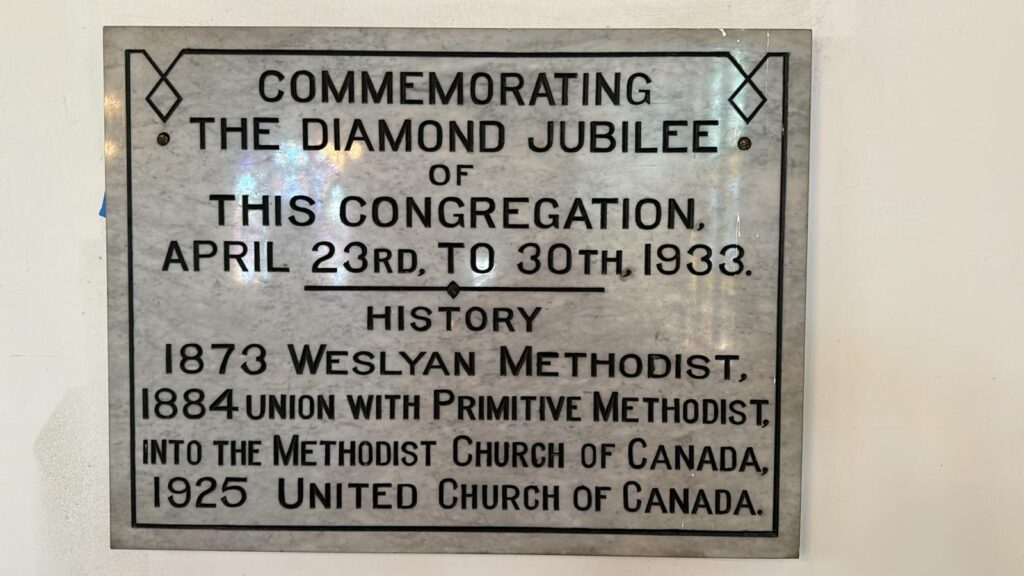 COMMEMORATING
THE DIAMOND JUBILEE
OF
THIS CONGREGATION,
APRIL 23RD, TO 30TH, 1933.
HISTORY
1873 WESLYAN METHODIST,
1884 UNION WITH PRIMITIVE METHODIST,
INTO THE METHODIST CHURCH OF CANADA,
1925 UNITED CHURCH OF CANADA.